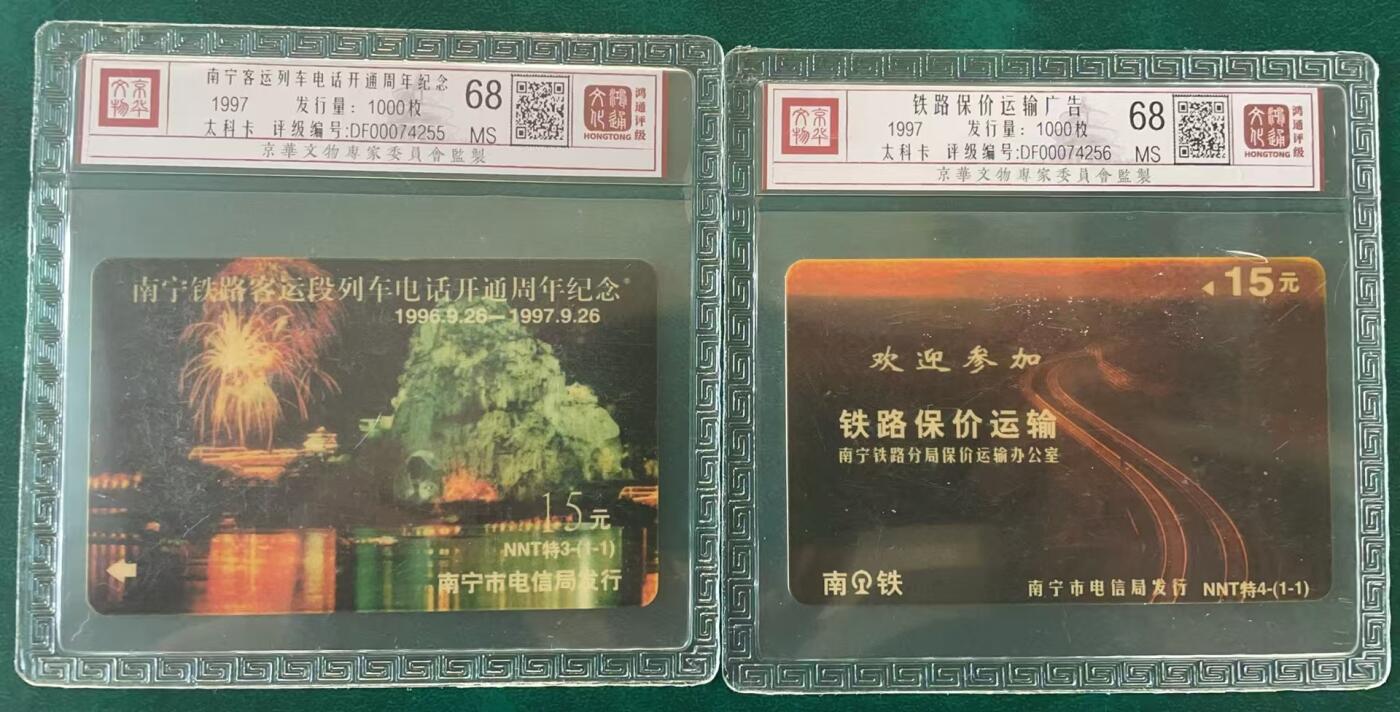 京华文物
南宁客运列车电话开通周年纪念
1997 发行量：1000枚
太科卡 评级编号:DF00074255
68
MS
鸿通文化
HONGTONG
鸿通评级
京華文物專家委員會監製
南宁铁路客运段列车电话开通周年纪念
1996.9.26—1997.9.26
15元
NNT特3-(1-1)
南宁市电信局发行
京华文物
铁路保价运输广告
1997 发行量：1000枚
太科卡 评级编号:DF00074256
68
MS
鸿通文化
HONGTONG
鸿通评级
京華文物專家委員會監製
15元
欢迎参加
铁路保价运输
南宁铁路分局保价运输办公室
南铁
南宁市电信局发行 NNT特4-(1-1)